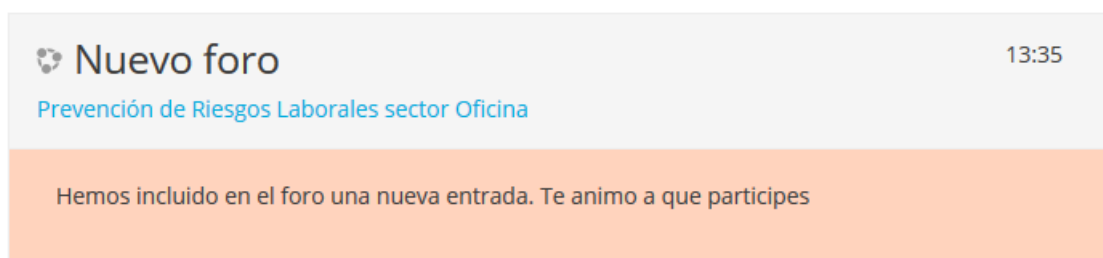 Nuevo foro
13:35
Prevención de Riesgos Laborales sector Oficina
Hemos incluido en el foro una nueva entrada. Te animo a que participes